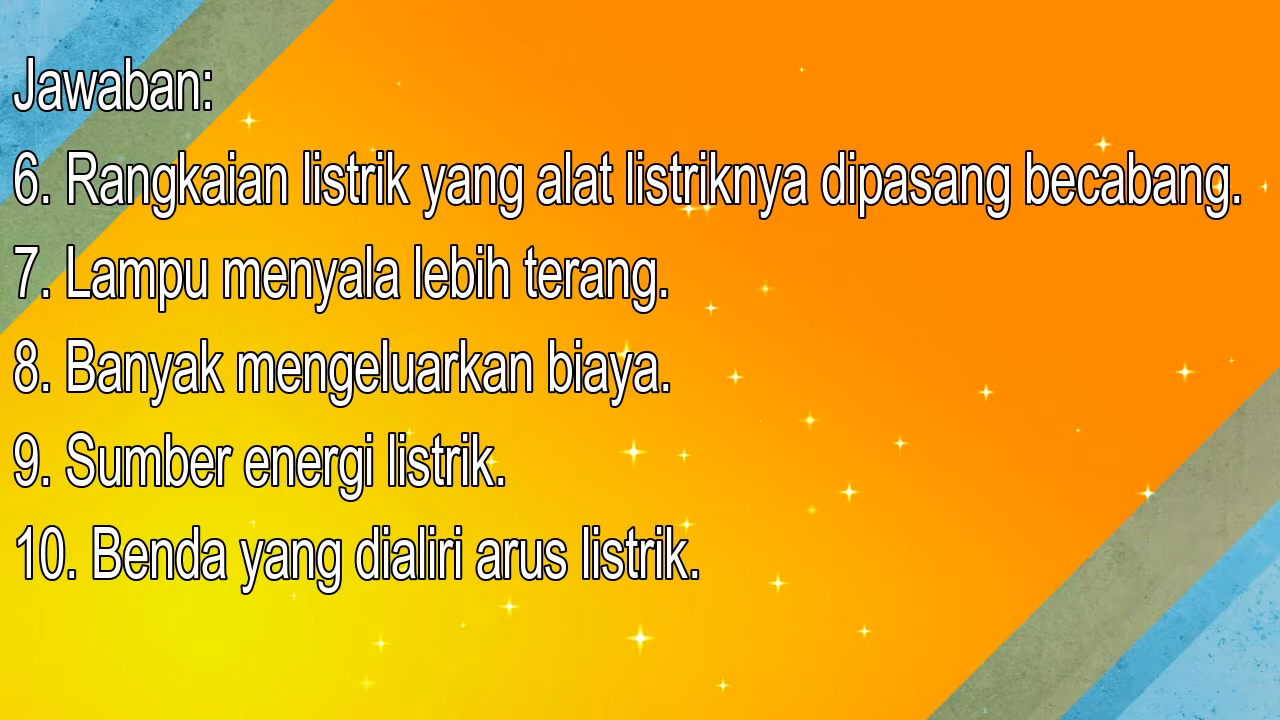 Jawaban:
6. Rangkaian listrik yang alat listriknya dipasang becabang.
7. Lampu menyala lebih terang.
8. Banyak mengeluarkan biaya.
9. Sumber energi listrik.
10. Benda yang dialiri arus listrik.